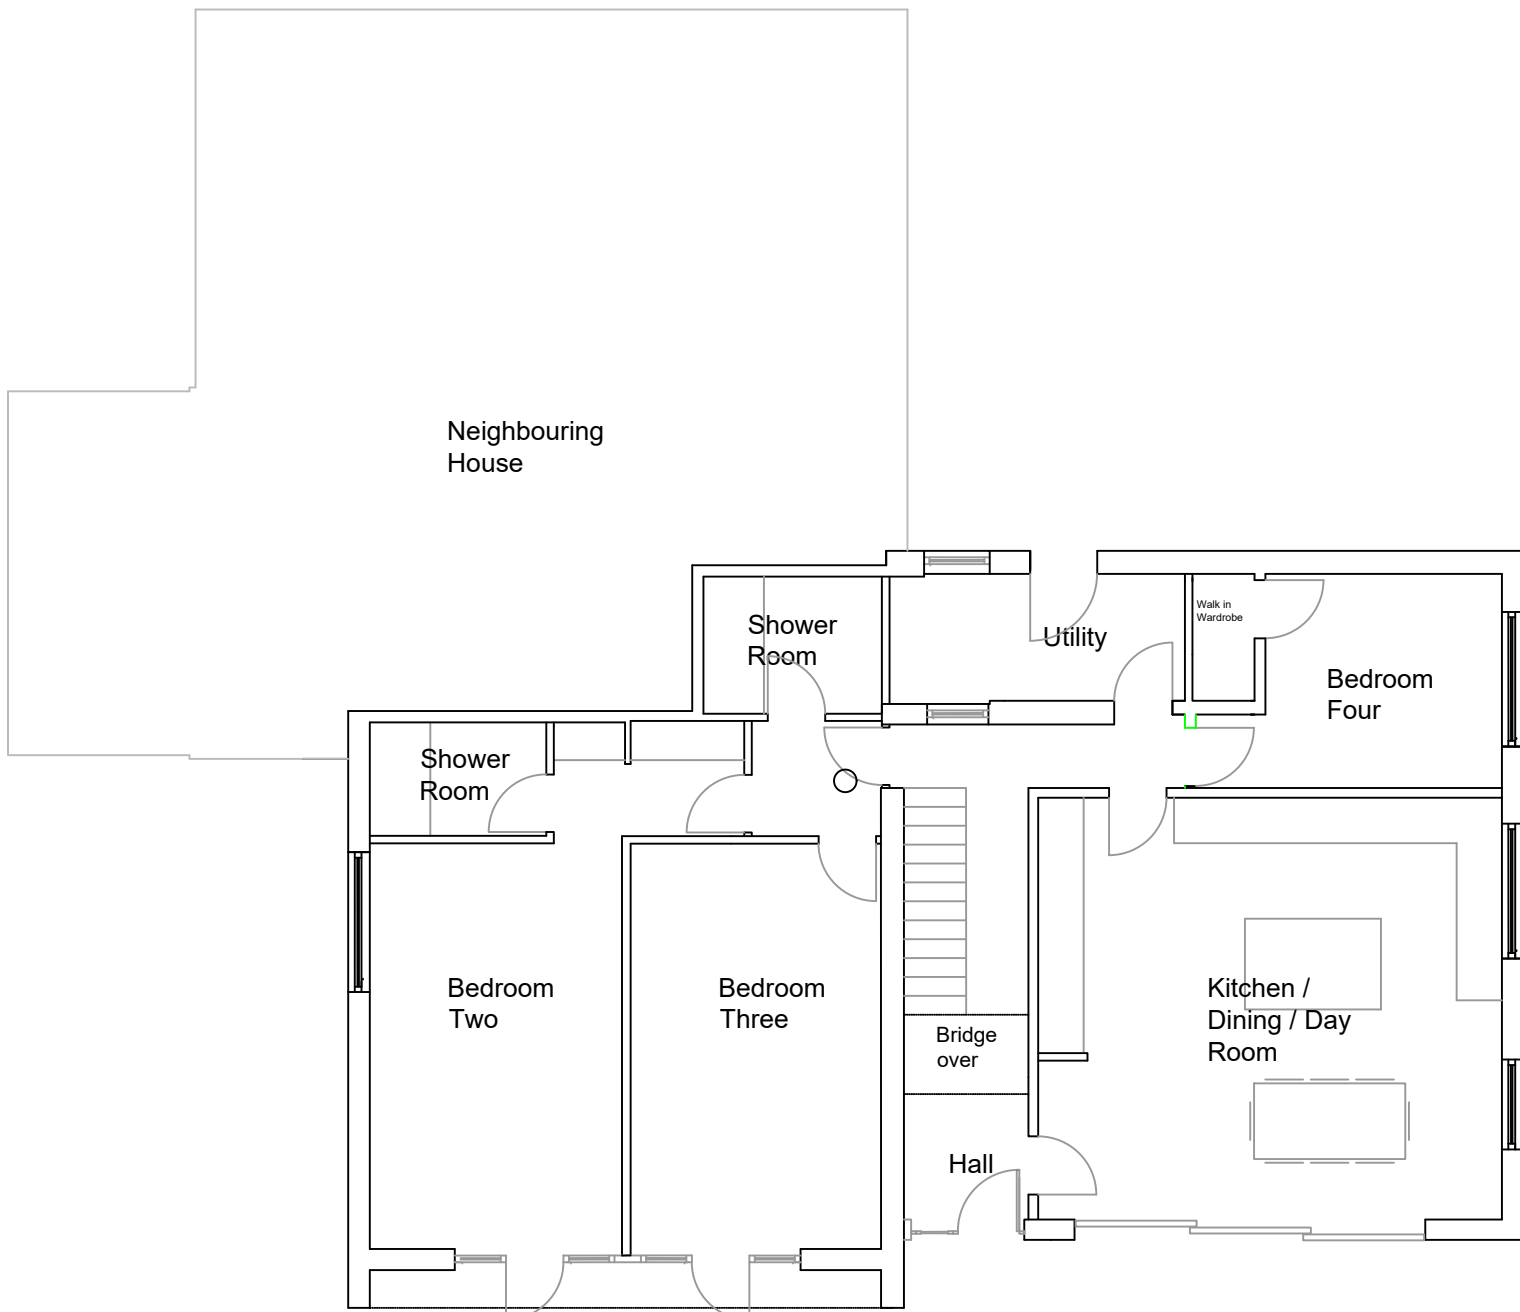 Neighbouring
House
Shower
Room
Utility
Walk in
Wardrobe
Bedroom
Four
Shower
Room
Bedroom
Two
Bedroom
Three
Bridge
over
Kitchen /
Dining / Day
Room
Hall